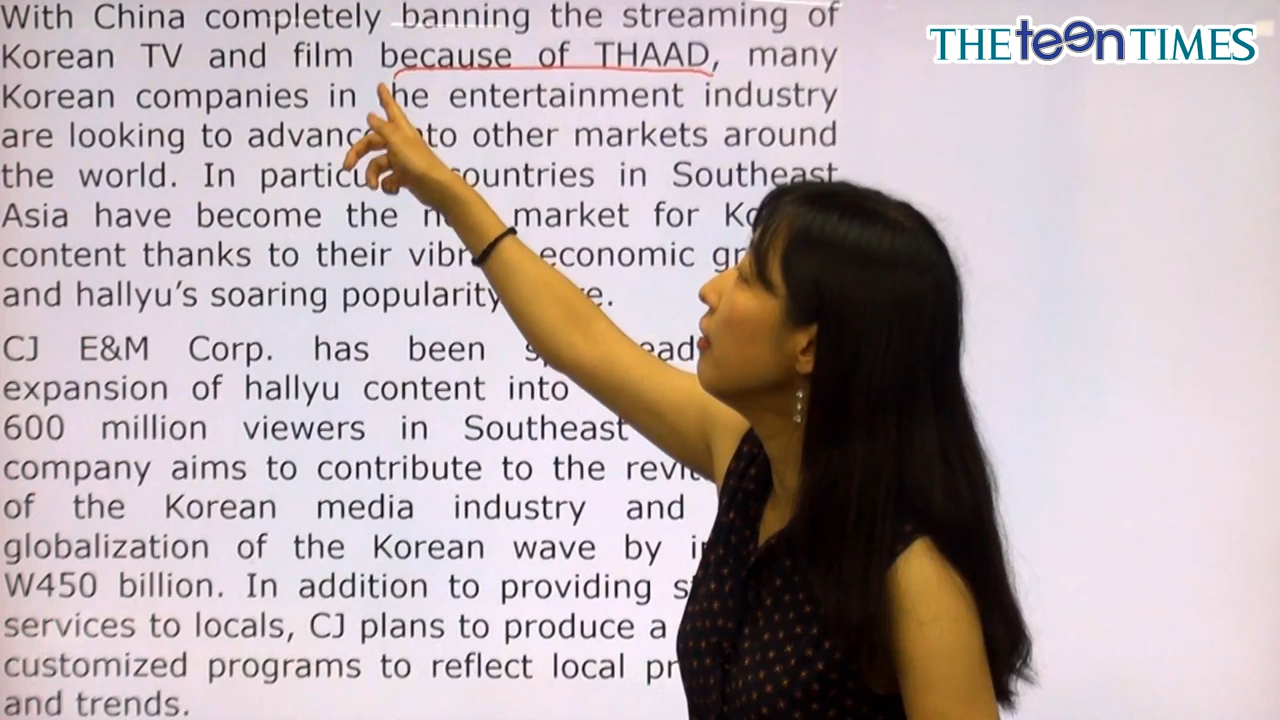 With China completely banning the streaming of
Korean TV and film because of THAAD, many
Korean companies in the entertainment industry
are looking to other markets around
the world. In countries in Southeast
Asia have become the market for
content thanks to their economic
and hallyu's soaring popularity
CJ E&M Corp. has been
expansion of hallyu content into
600 million viewers in Southeast
company aims to contribute to the
of the Korean media industry and
globalization of the Korean wave by
W450 billion. In addition to providing
services to locals, CJ plans to produce a
customized programs to reflect local
and trends.
THE teen TIMES